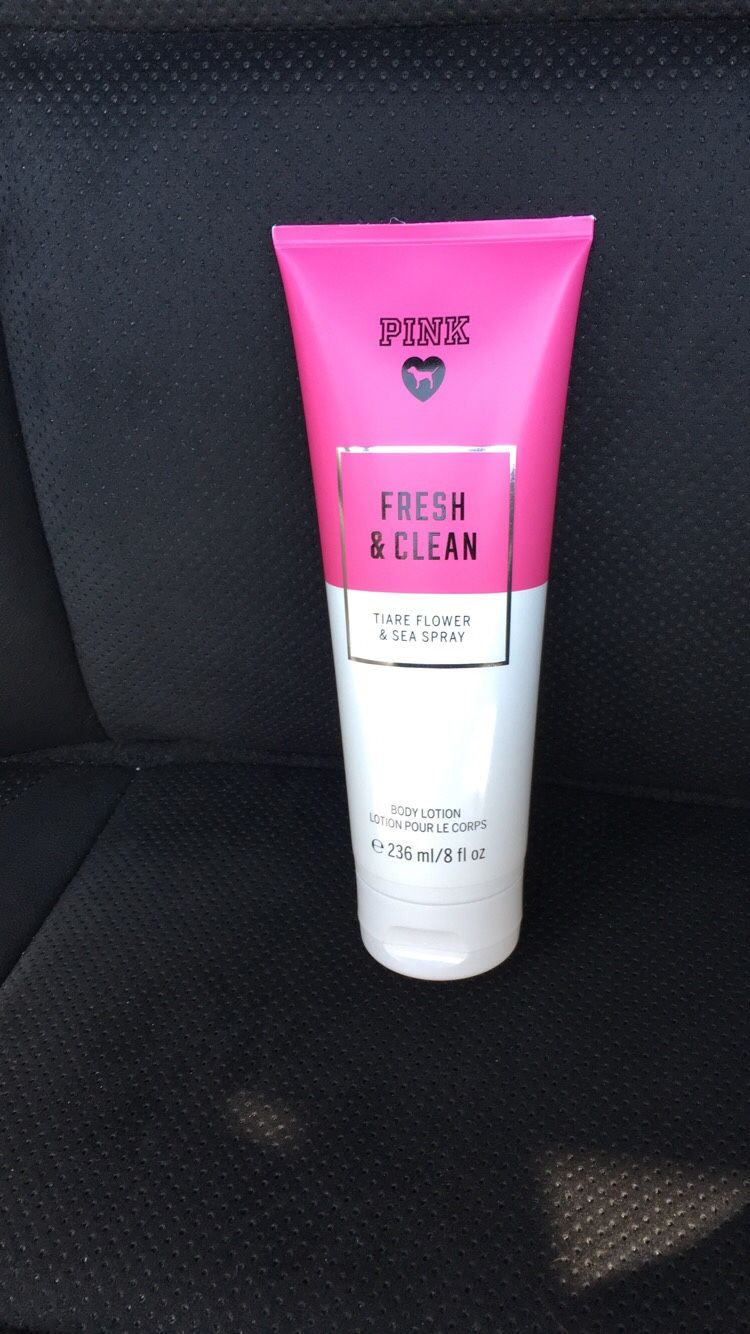 PINK
FRESH
& CLEAN
TIARE FLOWER
& SEA SPRAY
BODY LOTION
LOTION POUR LE CORPS
℮ 236 ml/8 fl oz